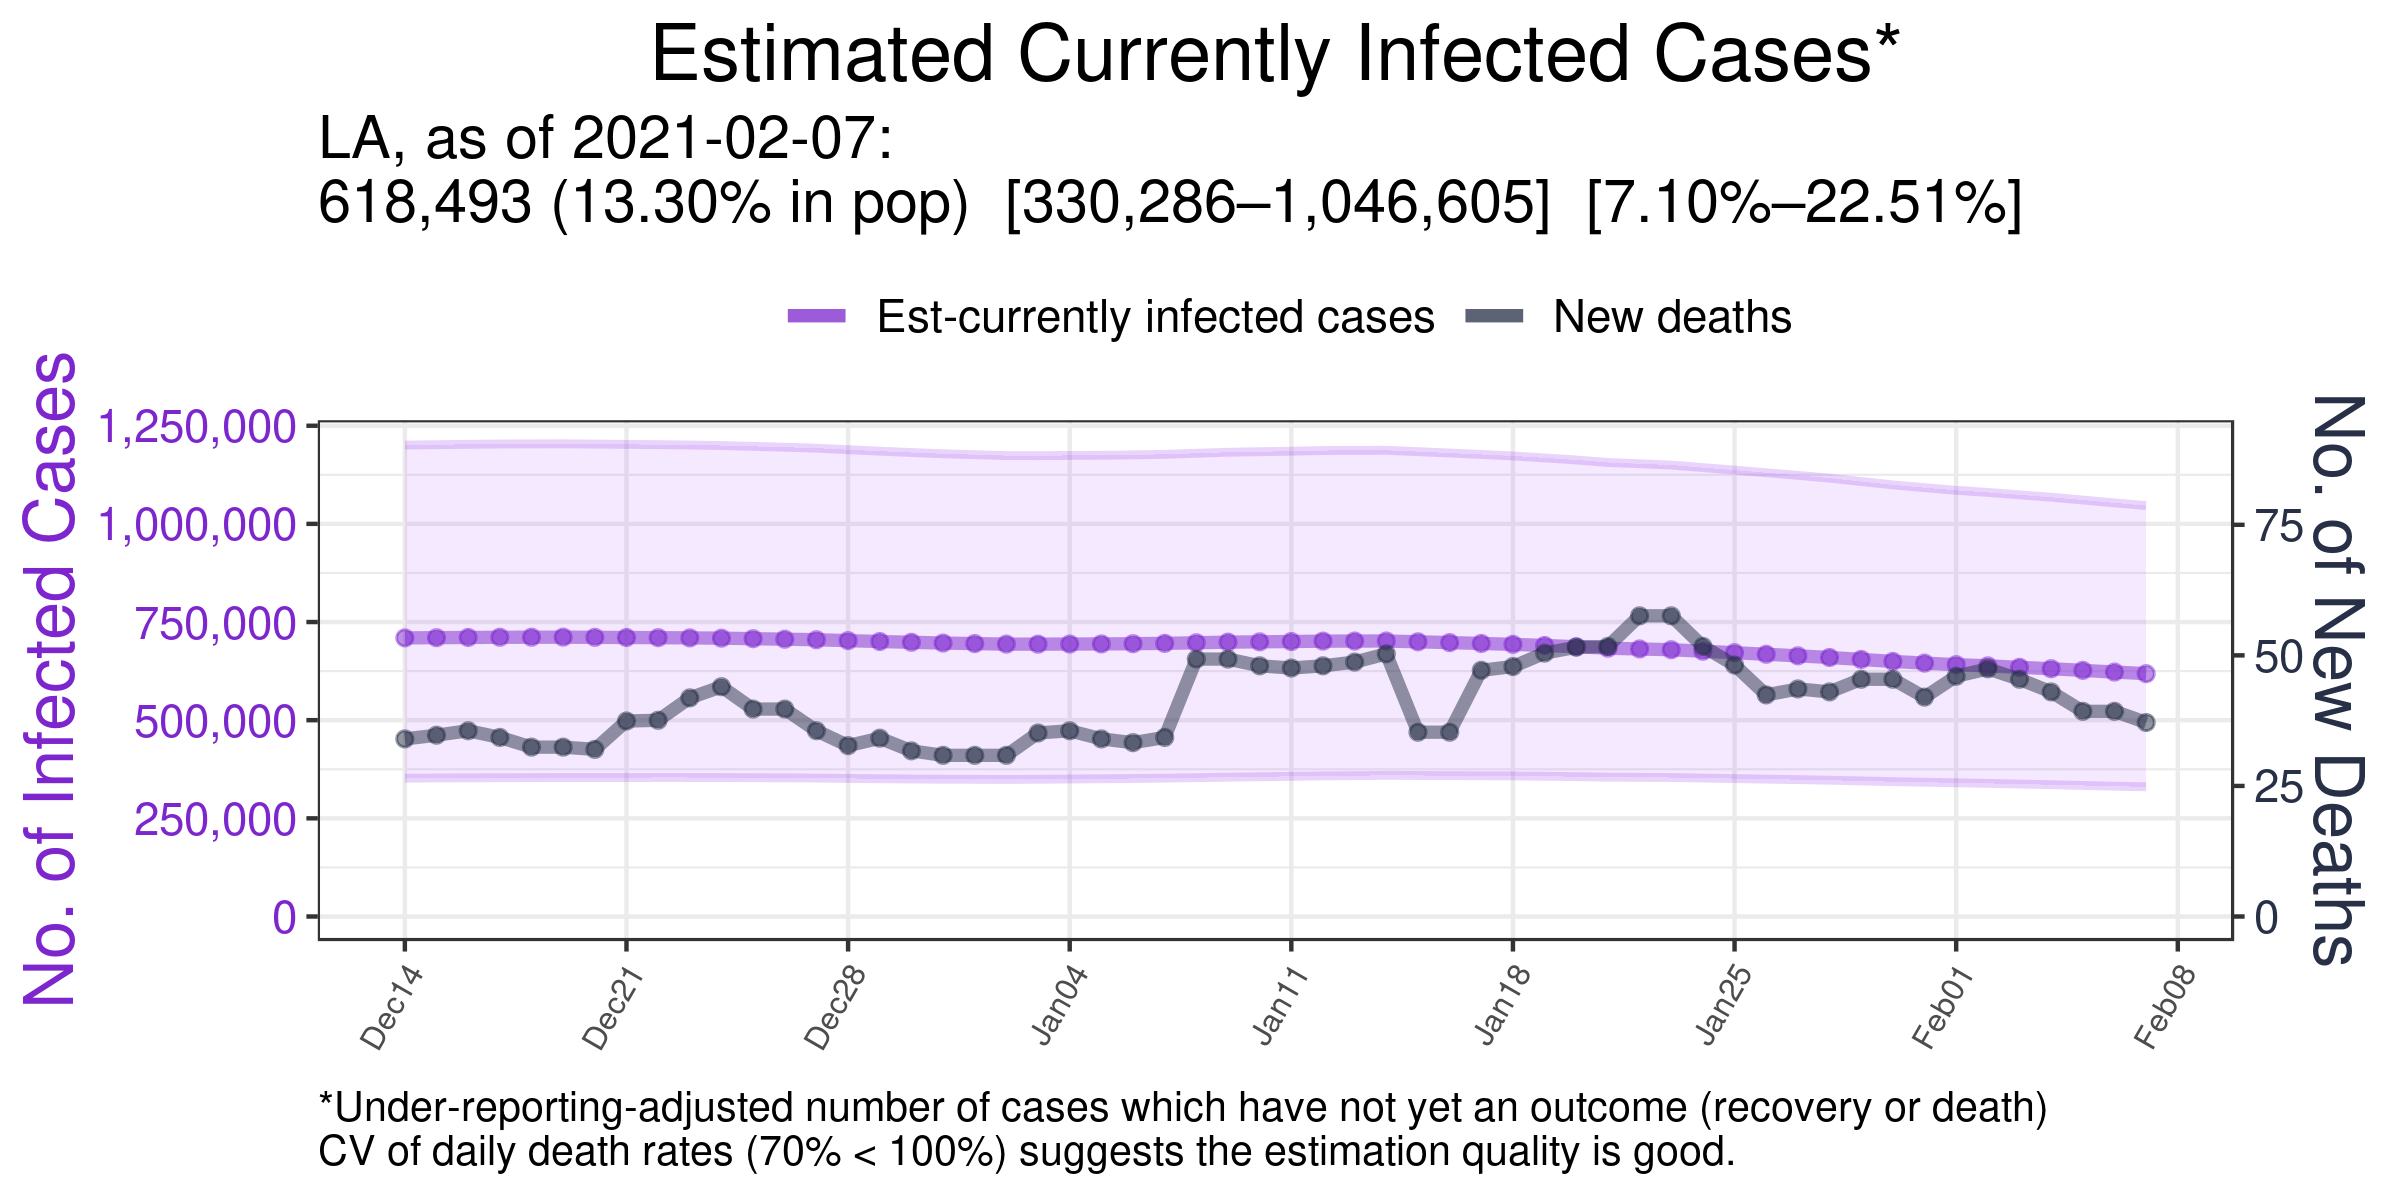 Estimated Currently Infected Cases*
LA, as of 2021-02-07:
618,493 (13.30% in pop)  [330,286–1,046,605]  [7.10%–22.51%]
Est-currently infected cases
New deaths
No. of Infected Cases
1,250,000
1,000,000
750,000
500,000
250,000
0
75
50
25
0
No. of New Deaths
Dec14
Dec21
Dec28
Jan04
Jan11
Jan18
Jan25
Feb01
Feb08
*Under-reporting-adjusted number of cases which have not yet an outcome (recovery or death)
CV of daily death rates (70% < 100%) suggests the estimation quality is good.